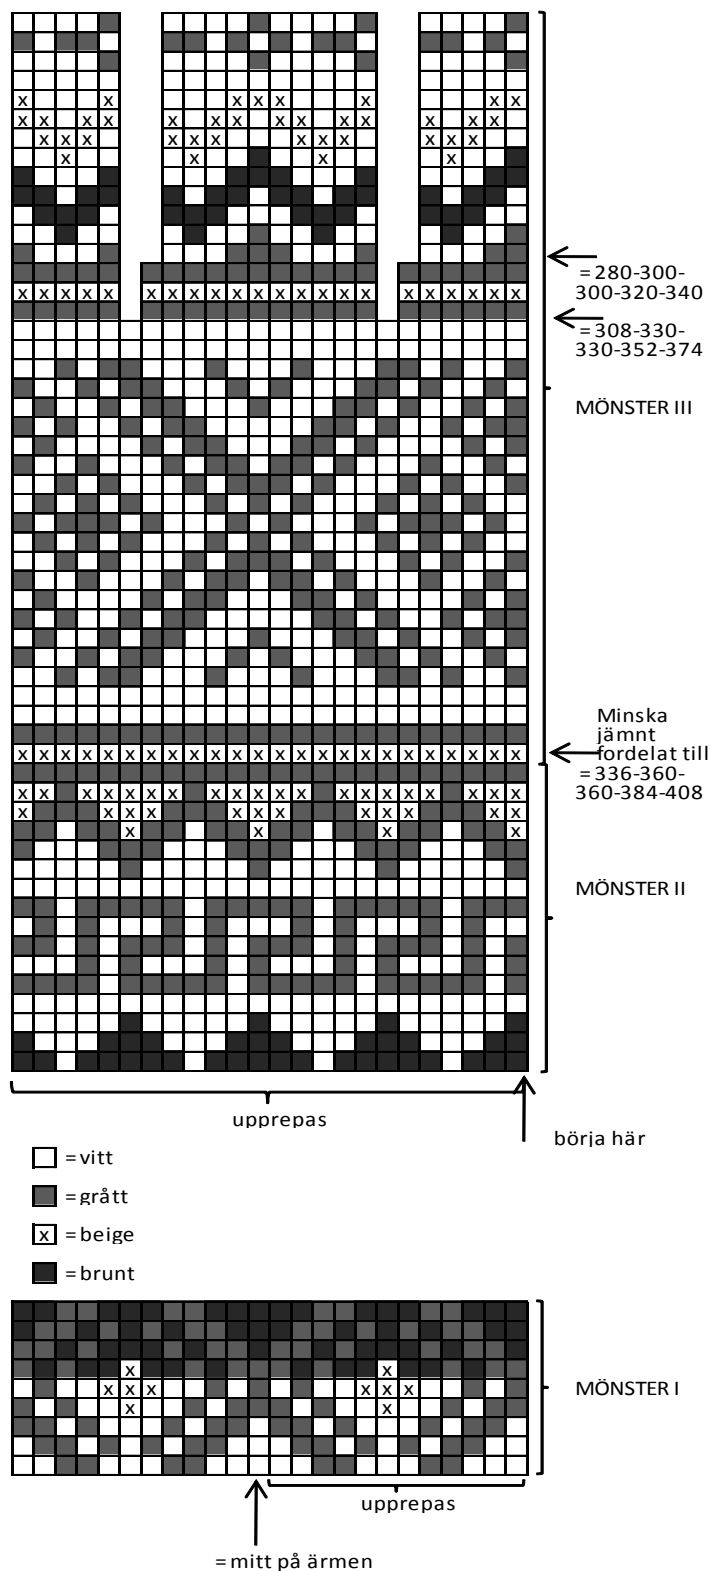 = 280-300-
300-320-340
= 308-330-
330-352-374
MÖNSTER III
Minska
jämnt
fordelat till
= 336-360-
360-384-408
MÖNSTER II
upprepas
börja här
= vitt
= grått
x = beige
= brunt
MÖNSTER I
upprepas
= mitt på ärmen